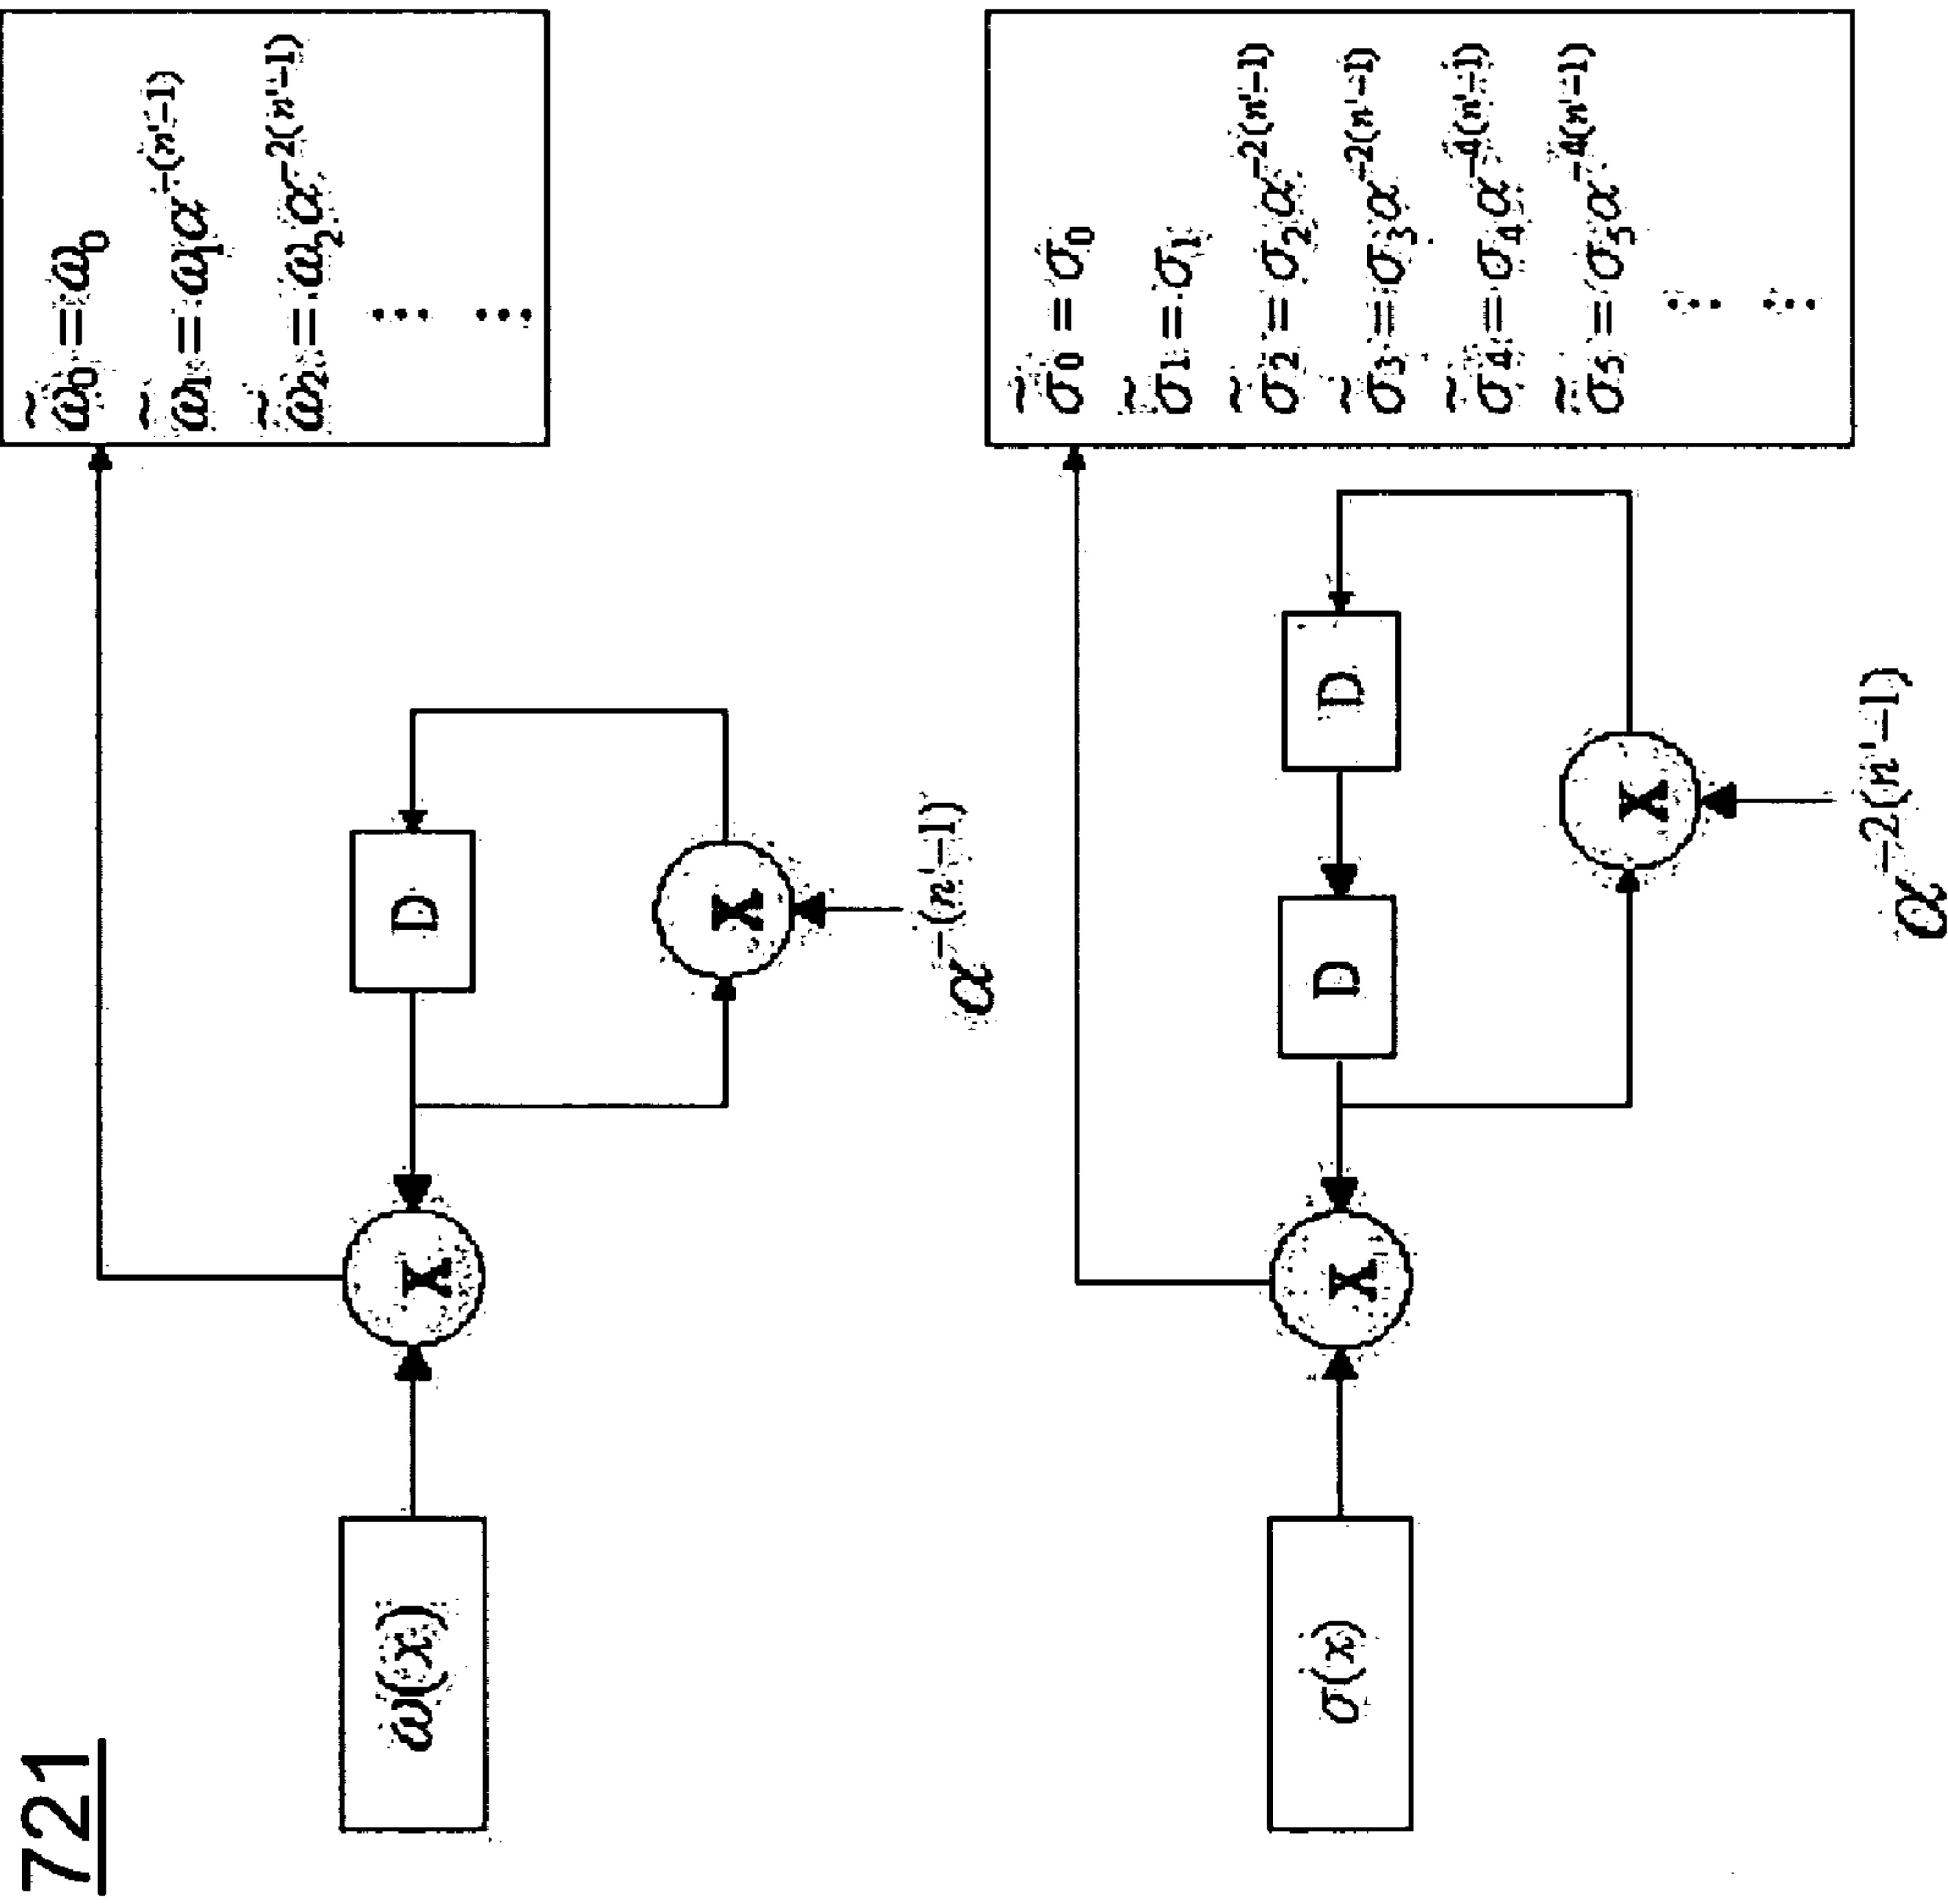 721
ω(x)
X
D
X
α^{-(n'-1)}
ω̃₀ = ω₀
ω̃₁ = ω₁α^{-(n'-1)}
ω̃₂ = ω₂α^{-2(n'-1)}
... ...
σ(x)
X
D
D
X
α^{-2(n'-1)}
σ̃₀ = σ₀
σ̃₁ = σ₁
σ̃₂ = σ₂α^{-2(n'-1)}
σ̃₃ = σ₃α^{-2(n'-1)}
σ̃₄ = σ₄α^{-4(n'-1)}
σ̃₅ = σ₅α^{-4(n'-1)}
... ...